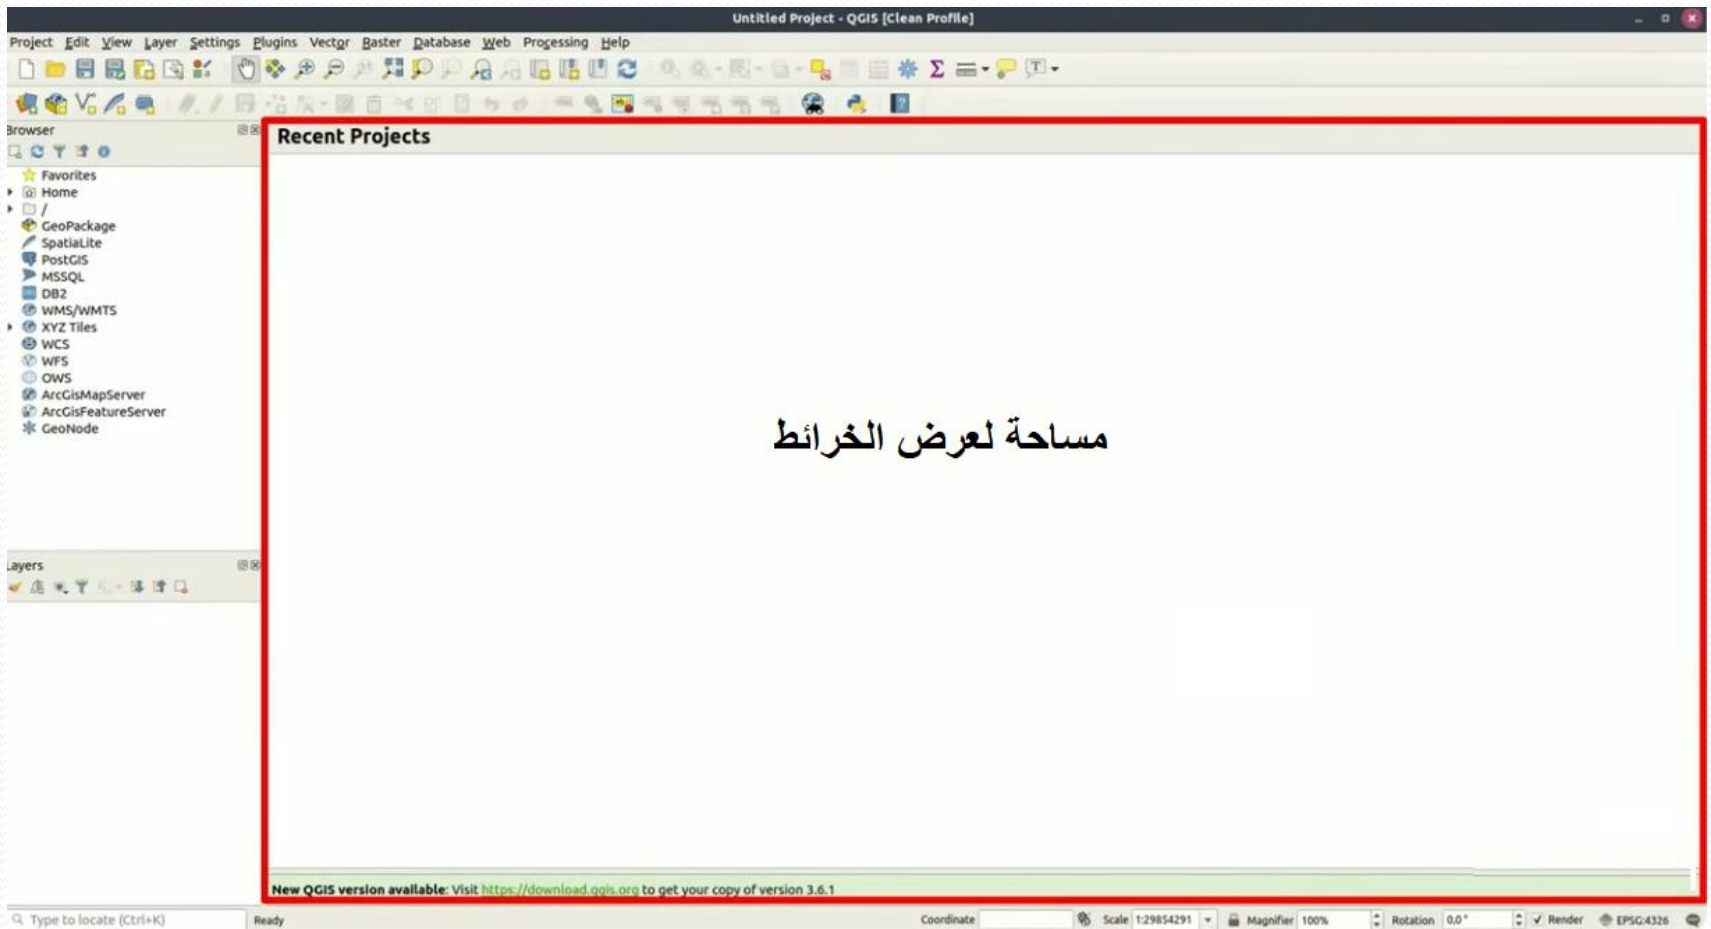 Untitled Project - QGIS [Clean Profile]
Project Edit View Layer Settings Plugins Vector Raster Database Web Processing Help
Browser
Recent Projects
Favorites
Home
/
GeoPackage
SpatiaLite
PostGIS
MSSQL
DB2
WMS/WMTS
XYZ Tiles
WCS
WFS
OWS
ArcGisMapServer
ArcGisFeatureServer
GeoNode
مساحة لعرض الخرائط
Layers
New QGIS version available: Visit https://download.qgis.org to get your copy of version 3.6.1
Type to locate (Ctrl+K) Ready Coordinate Scale 1:29854291 Magnifier 100% Rotation 0,0° Render EPSG:4326